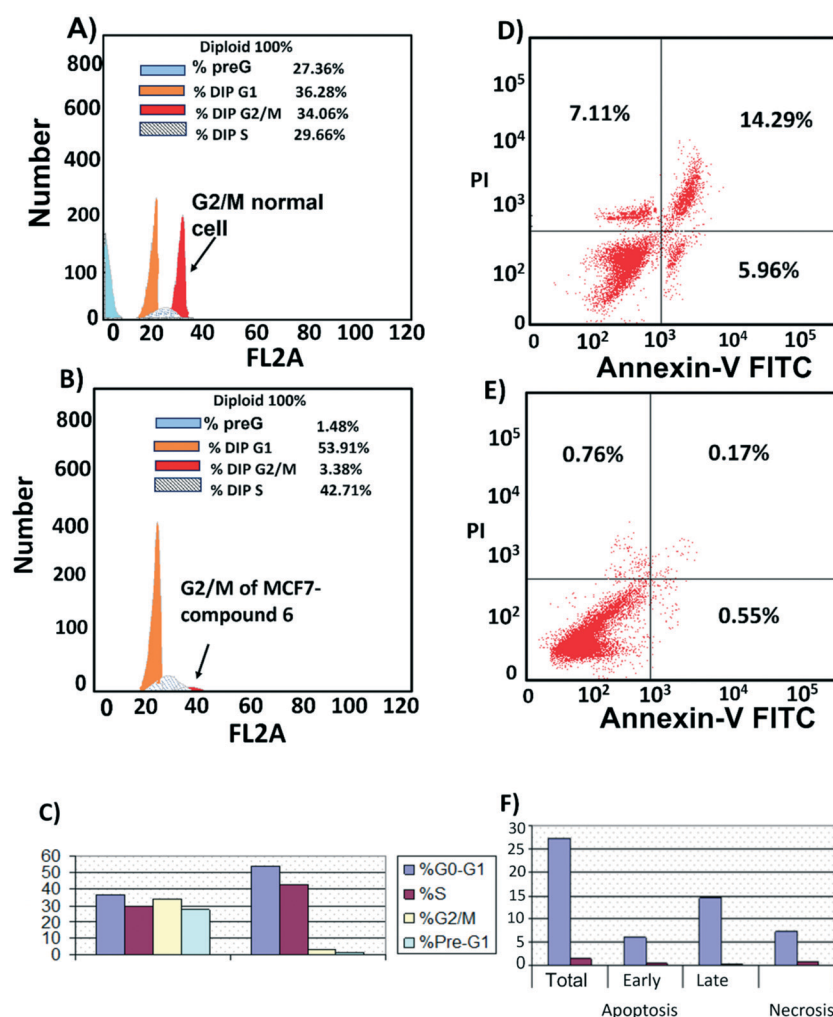 A)
Diploid 100%
% preG 27.36%
% DIP G1 36.28%
% DIP G2/M 34.06%
% DIP S 29.66%
Number
800
600
400
200
100
0
G2/M normal
cell
0 20 40 60 80 100 120
FL2A
B)
Diploid 100%
% preG 1.48%
% DIP G1 53.91%
% DIP G2/M 3.38%
% DIP S 42.71%
Number
800
600
400
200
100
0
G2/M of MCF7-
compound 6
0 20 40 60 80 100 120
FL2A
C)
60
50
40
30
20
10
0
%G0-G1
%S
%G2/M
%Pre-G1
D)
PI
10⁵
10⁴
10³
10²
0
7.11% 14.29%
5.96%
0 10² 10³ 10⁴ 10⁵
Annexin-V FITC
E)
PI
10⁵
10⁴
10³
10²
0
0.76% 0.17%
0.55%
0 10² 10³ 10⁴ 10⁵
Annexin-V FITC
F)
30
25
20
15
10
5
0
Total Early Late
Apoptosis Necrosis